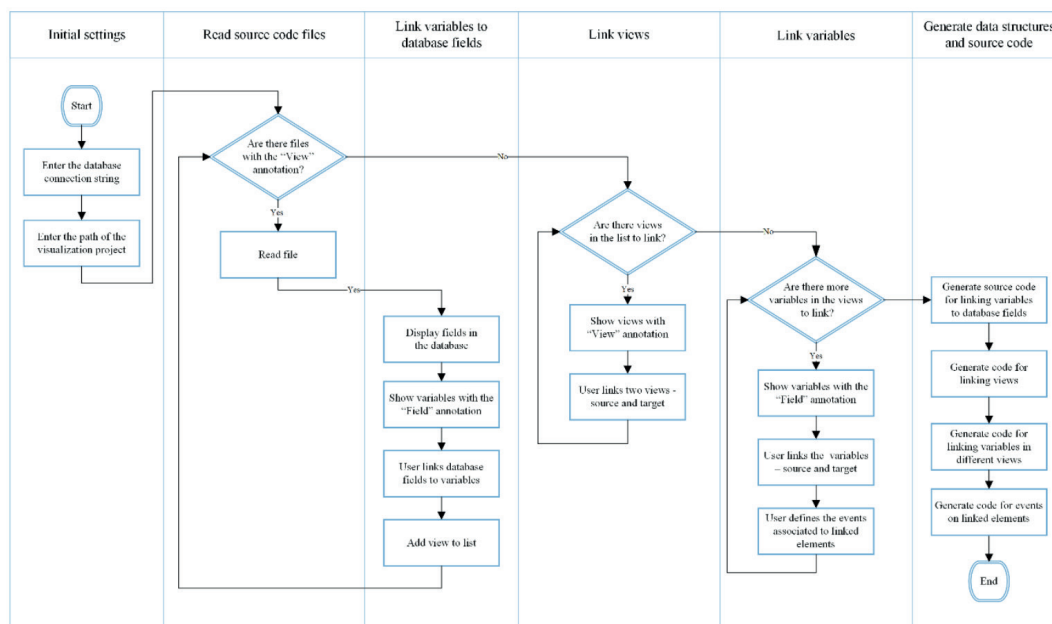 Initial settings
Read source code files
Link variables to
database fields
Link views
Link variables
Generate data structures
and source code
Start
Enter the database
connection string
Enter the path of the
visualization project
Are there files
with the “View”
annotation?
No
Yes
Read file
Yes
Display fields in
the database
Show variables with the
“Field” annotation
User links database
fields to variables
Add view to list
Are there views
in the list to link?
No
Yes
Show views with
“View” annotation
User links two views -
source and target
Are there more
variables in the views
to link?
Yes
Show variables with the
“Field” annotation
User links the variables
– source and target
User defines the events
associated to linked
elements
Generate source code
for linking variables
to database fields
Generate code for
linking views
Generate code for
linking variables in
different views
Generate code for events
on linked elements
End